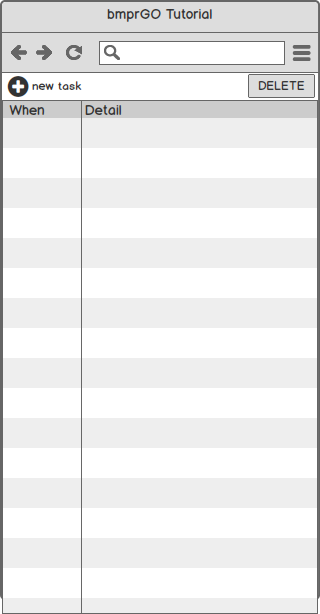 bmprGO Tutorial
new task DELETE
When Detail